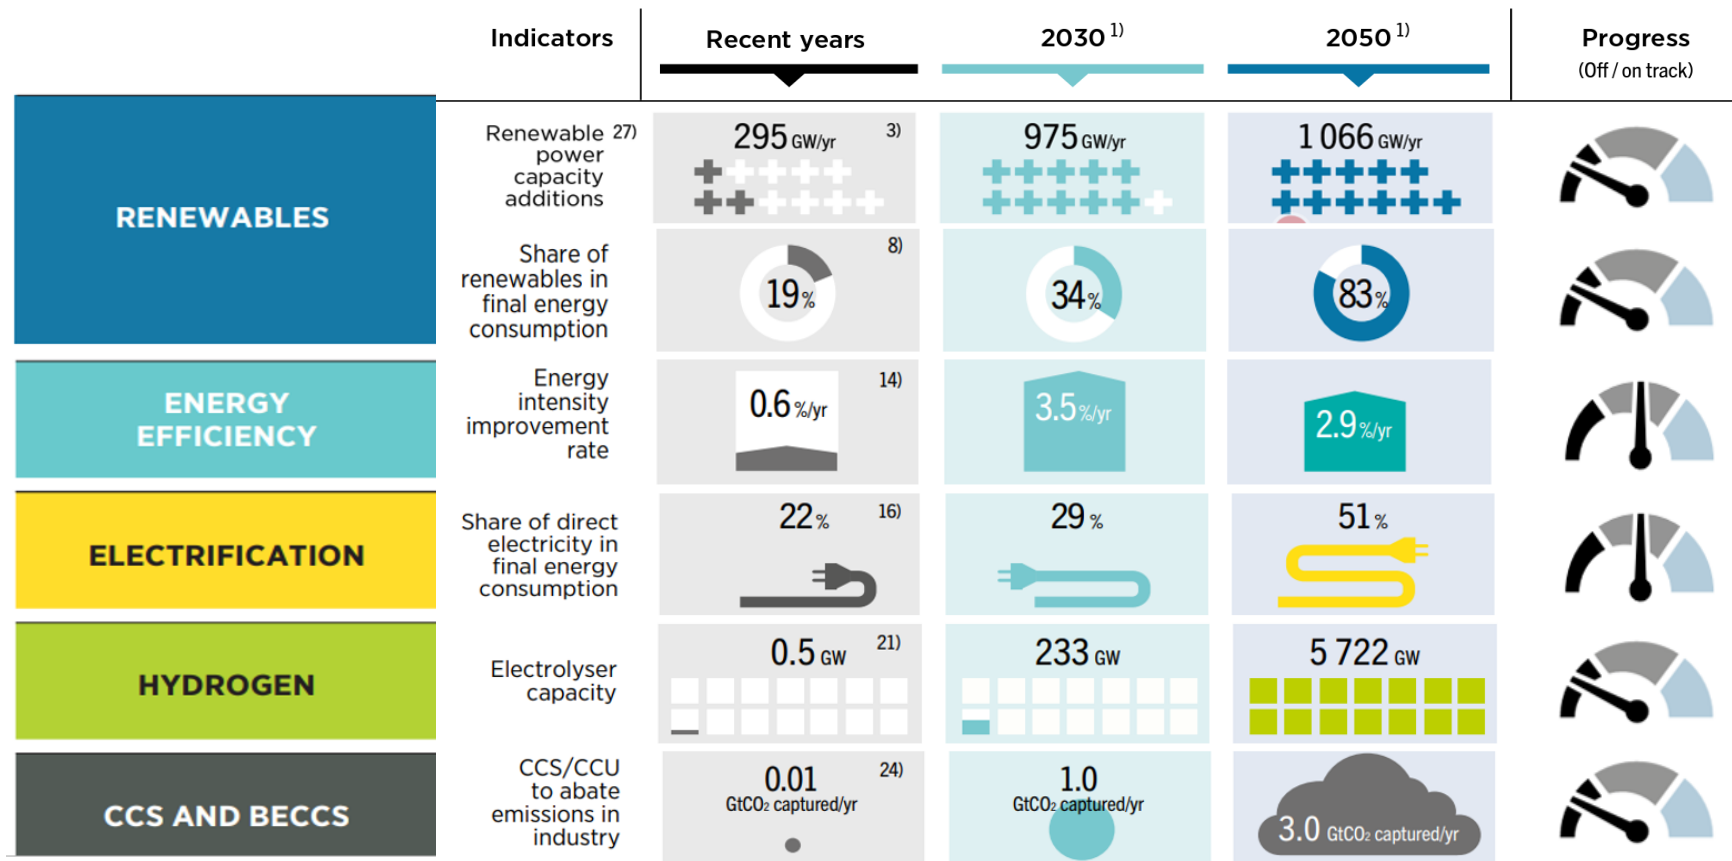 Indicators
Recent years
2030 1)
2050 1)
Progress
(Off / on track)
RENEWABLES
Renewable 27)
power
capacity
additions
295 GW/yr
3)
975 GW/yr
1 066 GW/yr
Share of
renewables in
final energy
consumption
19%
8)
34%
83%
ENERGY
EFFICIENCY
Energy
intensity
improvement
rate
0.6 %/yr
14)
3.5 %/yr
2.9 %/yr
ELECTRIFICATION
Share of direct
electricity in
final energy
consumption
22 %
16)
29 %
51 %
HYDROGEN
Electrolyser
capacity
0.5 GW
21)
233 GW
5 722 GW
CCS AND BECCS
CCS/CCU
to abate
emissions in
industry
0.01
GtCO₂ captured/yr
24)
1.0
GtCO₂ captured/yr
3.0 GtCO₂ captured/yr